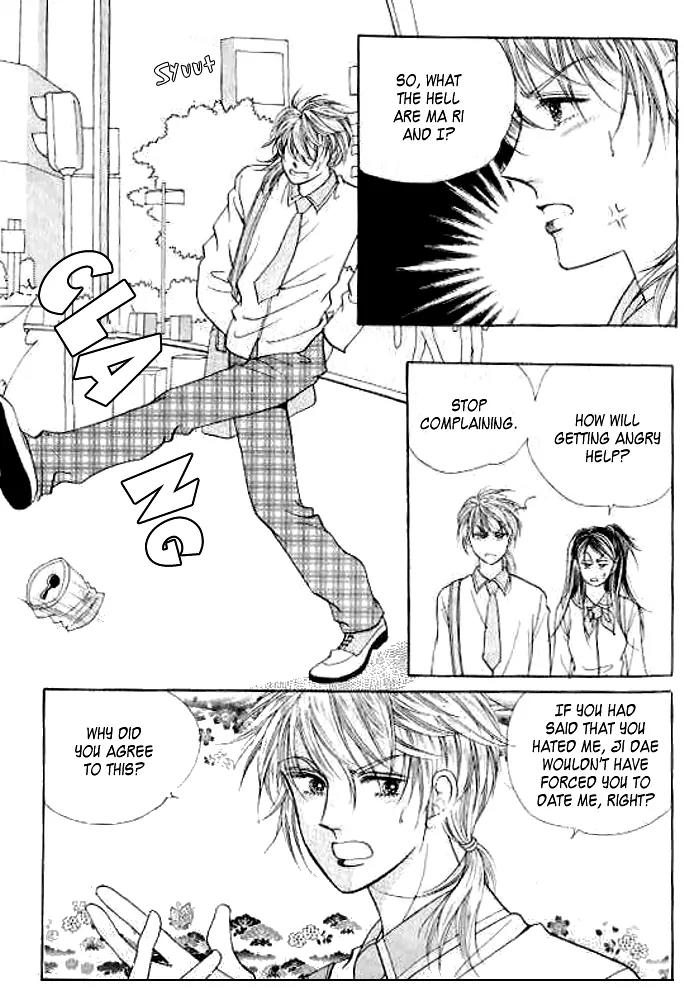 Syuut
CLA
NG
SO, WHAT
THE HELL
ARE MA RI
AND I?
STOP
COMPLAINING.
HOW WILL
GETTING ANGRY
HELP?
WHY DID
YOU AGREE
TO THIS?
IF YOU HAD
SAID THAT YOU
HATED ME, JI DAE
WOULDN'T HAVE
FORCED YOU TO
DATE ME, RIGHT?